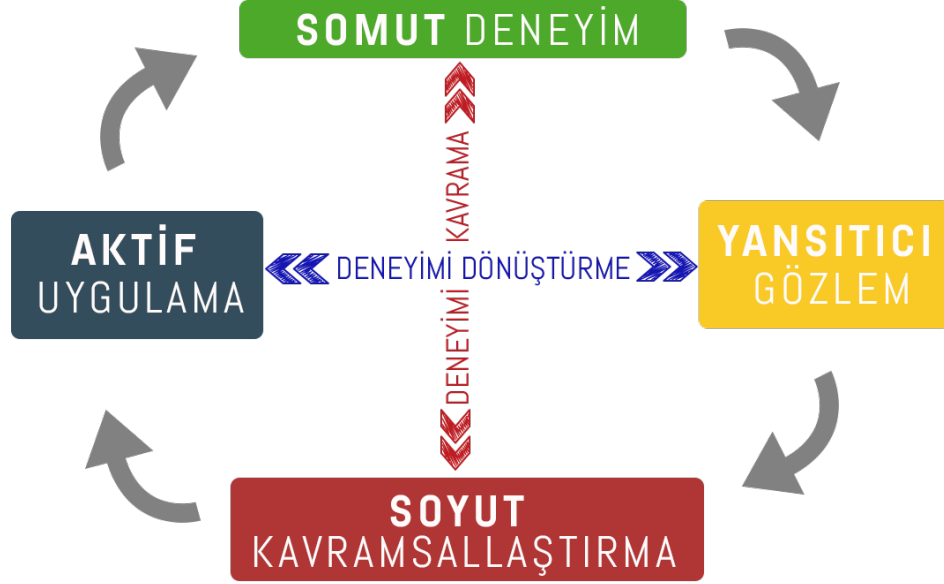 SOMUT DENEYİM
AKTİF
UYGULAMA
DENEYİMİ KAVRAMA
DENEYİMİ DÖNÜŞTÜRME
YANSITICI
GÖZLEM
SOYUT
KAVRAMSALLAŞTIRMA